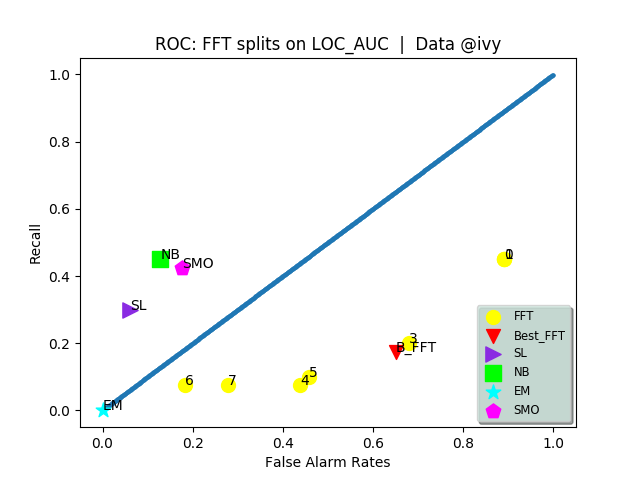 ROC: FFT splits on LOC_AUC | Data @ivy
1.0
0.8
0.6
0.4
0.2
0.0
Recall
NB
SMO
SL
EM
6
7
4
5
3
B_FFT
FFT
Best_FFT
SL
NB
EM
SMO
0.0 0.2 0.4 0.6 0.8 1.0
False Alarm Rates